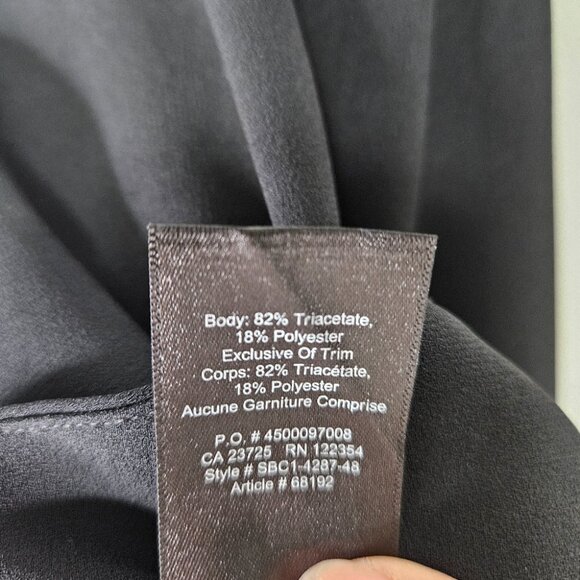 Body: 82% Triacetate,
18% Polyester
Exclusive Of Trim
Corps: 82% Triacétate,
18% Polyester
Aucune Garniture Comprise
P.O. # 4500097008
CA 23725 RN 122354
Style # SBC1-4287-48
Article # 68192